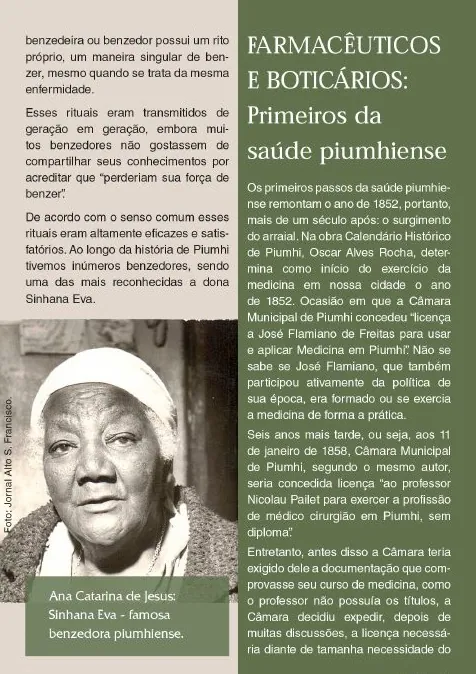 benzedeira ou benzedor possui um rito
próprio, um maneira singular de ben-
zer, mesmo quando se trata da mesma
enfermidade.
Esses rituais eram transmitidos de
geração em geração, embora mui-
tos benzedores não gostassem de
compartilhar seus conhecimentos por
acreditar que “perderiam sua força de
benzer”.
De acordo com o senso comum esses
rituais eram altamente eficazes e satis-
fatórios. Ao longo da história de Piumhi
tivemos inúmeros benzedores, sendo
uma das mais reconhecidas a dona
Sinhana Eva.
Foto: Jornal Alto S. Francisco.
Ana Catarina de Jesus:
Sinhana Eva - famosa
benzedora piumhiense.
FARMACÊUTICOS
E BOTICÁRIOS:
Primeiros da
saúde piumhiense
Os primeiros passos da saúde piumhie-
nse remontam o ano de 1852, portanto,
mais de um século após: o surgimento
do arraial. Na obra Calendário Histórico
de Piumhi, Oscar Alves Rocha, deter-
mina como início do exercício da
medicina em nossa cidade o ano
de 1852. Ocasião em que a Câmara
Municipal de Piumhi concedeu “licença
a José Flamiano de Freitas para usar
e aplicar Medicina em Piumhi”. Não se
sabe se José Flamiano, que também
participou ativamente da política de
sua época, era formado ou se exercia
a medicina de forma a prática.
Seis anos mais tarde, ou seja, aos 11
de janeiro de 1858, Câmara Municipal
de Piumhi, segundo o mesmo autor,
seria concedida licença “ao professor
Nicolau Pailet para exercer a profissão
de médico cirurgião em Piumhi, sem
diploma”.
Entretanto, antes disso a Câmara teria
exigido dele a documentação que com-
provasse seu curso de medicina, como
o professor não possuía os títulos, a
Câmara decidiu expedir, depois de
muitas discussões, a licença necessá-
ria diante de tamanha necessidade do